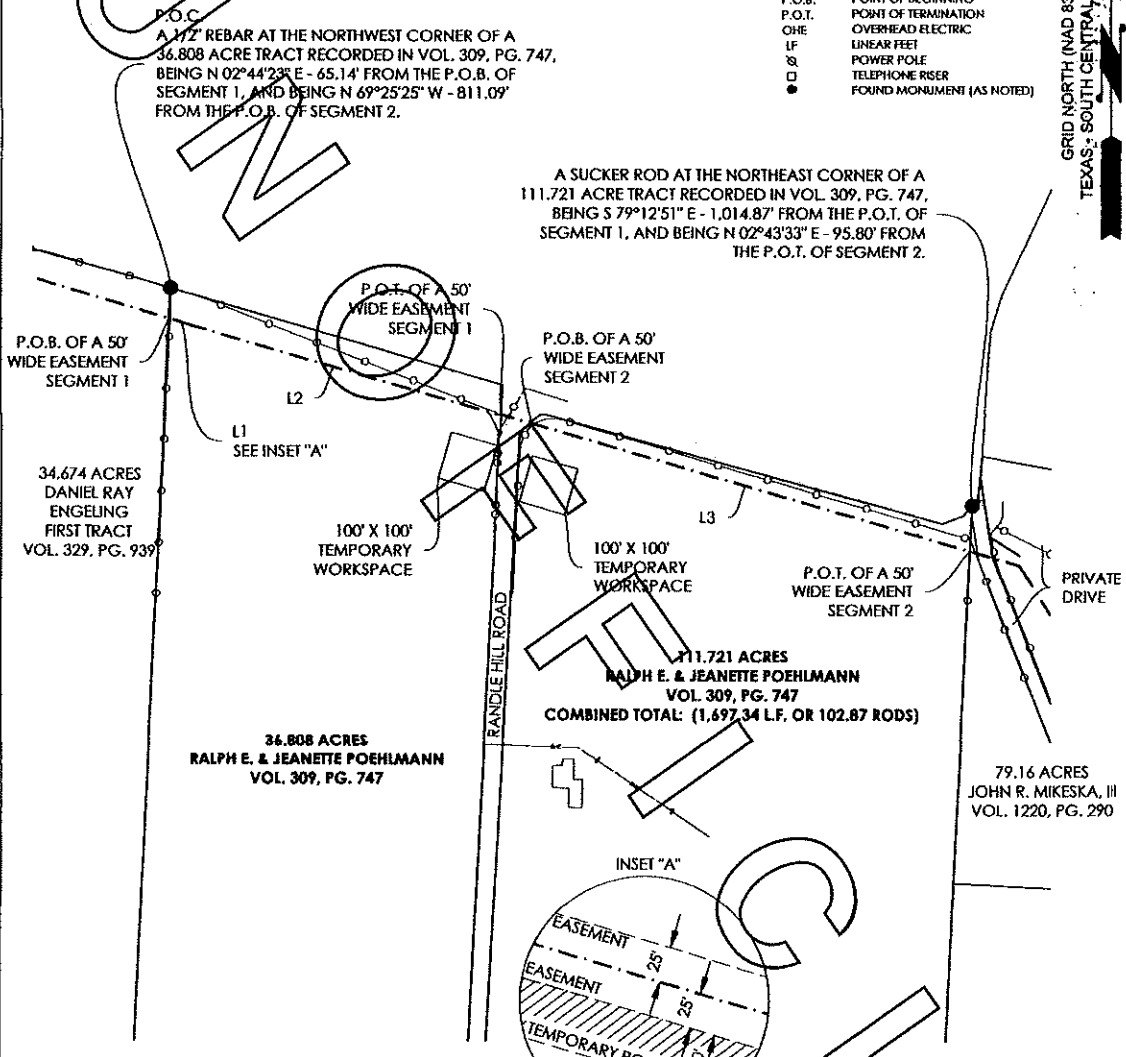 P.O.C.
A 1/2" REBAR AT THE NORTHWEST CORNER OF A
36.808 ACRE TRACT RECORDED IN VOL. 309, PG. 747,
BEING N 02°44'23" E - 65.14' FROM THE P.O.B. OF
SEGMENT 1, AND BEING N 69°25'25" W - 811.09'
FROM THE P.O.B. OF SEGMENT 2.
P.O.B. POINT OF BEGINNING
P.O.T. POINT OF TERMINATION
OHE OVERHEAD ELECTRIC
LF LINEAR FEET
POWER POLE
TELEPHONE RISER
FOUND MONUMENT (AS NOTED)
GRID NORTH (NAD 83)
TEXAS - SOUTH CENTRAL
A SUCKER ROD AT THE NORTHEAST CORNER OF A
111.721 ACRE TRACT RECORDED IN VOL. 309, PG. 747,
BEING S 79°12'51" E - 1,014.87' FROM THE P.O.T. OF
SEGMENT 1, AND BEING N 02°43'33" E - 95.80' FROM
THE P.O.T. OF SEGMENT 2.
P.O.T. OF A 50'
WIDE EASEMENT
SEGMENT 1
P.O.B. OF A 50'
WIDE EASEMENT
SEGMENT 1
P.O.B. OF A 50'
WIDE EASEMENT
SEGMENT 2
L2
L1
SEE INSET "A"
34.674 ACRES
DANIEL RAY
ENGELING
FIRST TRACT
VOL. 329, PG. 939
L3
100' X 100'
TEMPORARY
WORKSPACE
100' X 100'
TEMPORARY
WORKSPACE
P.O.T. OF A 50'
WIDE EASEMENT
SEGMENT 2
PRIVATE
DRIVE
RANDLE HILL ROAD
111.721 ACRES
RALPH E. & JEANETTE POEHLMANN
VOL. 309, PG. 747
COMBINED TOTAL: (1,697.34 L.F. OR 102.87 RODS)
36.808 ACRES
RALPH E. & JEANETTE POEHLMANN
VOL. 309, PG. 747
79.16 ACRES
JOHN R. MIKESKA, III
VOL. 1220, PG. 290
INSET "A"
EASEMENT
25'
EASEMENT
25'
TEMPORARY